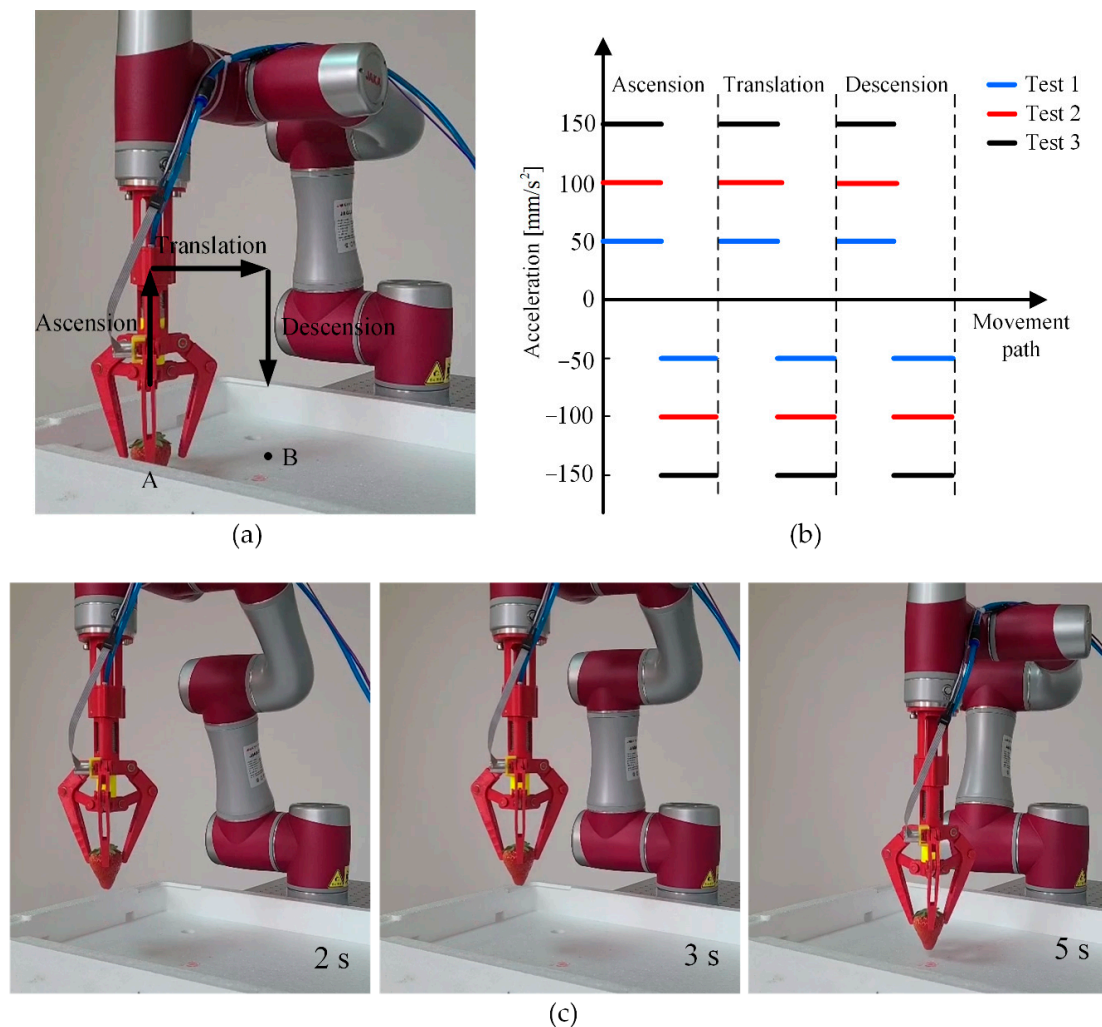 JAKA
Translation
Ascension
Descension
A
B
(a)
Ascension Translation Descension
Test 1
Test 2
Test 3
150
100
50
0
−50
−100
−150
Acceleration [mm/s²]
Movement
path
(b)
2 s
3 s
5 s
(c)